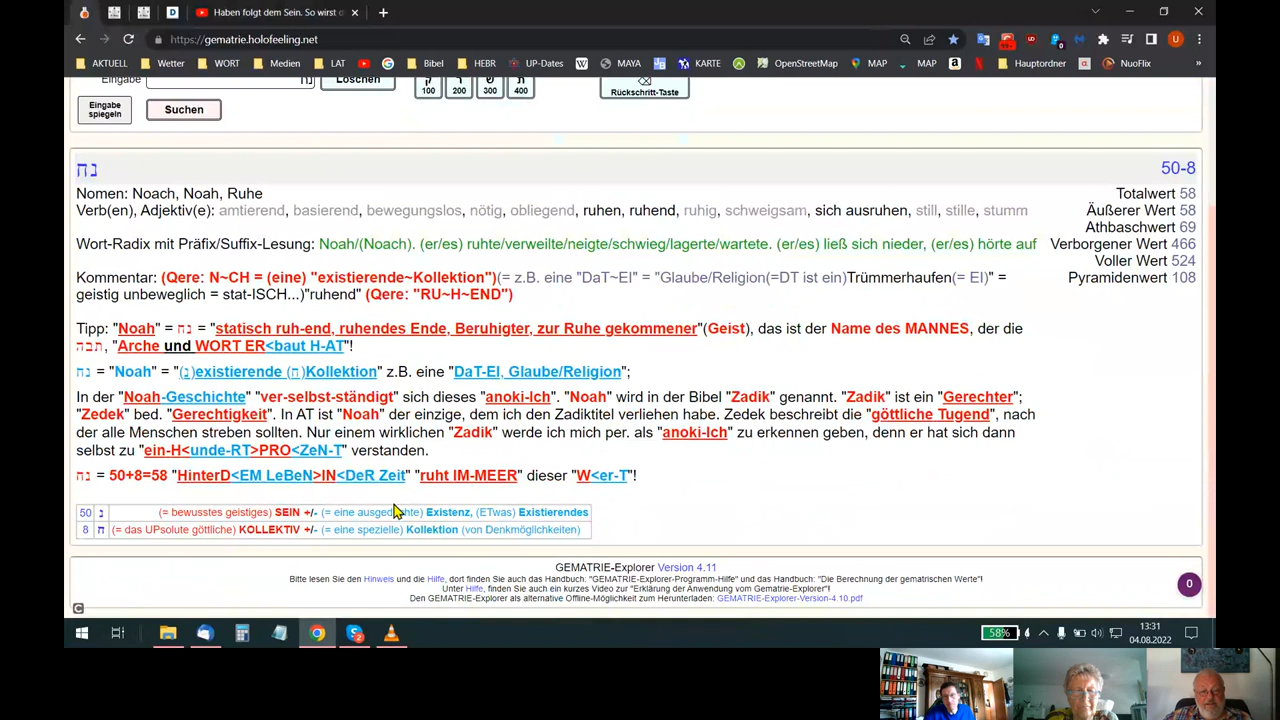 Haben folgt dem Sein. So wirst d
https://gematrie.holofeeling.net
AKTUELL Wetter WORT Medien LAT Bibel HEBR UP-Dates MAYA KARTE OpenStreetMap MAP MAP Hauptordner NuoFlix »
Eingabe נח Löschen
ק ר ש ת
100 200 300 400 Rückschritt-Taste
Eingabe spiegeln Suchen
נח 50-8
Nomen: Noach, Noah, Ruhe Totalwert 58
Verb(en), Adjektiv(e): amtierend, basierend, bewegungslos, nötig, obliegend, ruhen, ruhend, ruhig, schweigsam, sich ausruhen, still, stille, stumm Äußerer Wert 58
Athbaschwert 69
Wort-Radix mit Präfix/Suffix-Lesung: Noah/(Noach). (er/es) ruhte/verweilte/neigte/schwieg/lagerte/wartete. (er/es) ließ sich nieder, (er/es) hörte auf Verborgener Wert 466
Voller Wert 524
Kommentar: (Qere: N~CH = (eine) "existierende~Kollektion")(= z.B. eine "DaT~EI" = "Glaube/Religion(=DT ist ein)Trümmerhaufen(= EI)" = Pyramidenwert 108
geistig unbeweglich = stat-ISCH...)"ruhend" (Qere: "RU~H~END")
Tipp: "Noah" = נח = "statisch ruh-end, ruhendes Ende, Beruhigter, zur Ruhe gekommener"(Geist), das ist der Name des MANNES, der die
תבה, "Arche und WORT ER<baut H-AT"!
נח = "Noah" = "(נ)existierende (ח)Kollektion" z.B. eine "DaT-EI, Glaube/Religion";
In der "Noah-Geschichte" "ver-selbst-ständigt" sich dieses "anoki-Ich". "Noah" wird in der Bibel "Zadik" genannt. "Zadik" ist ein "Gerechter";
"Zedek" bed. "Gerechtigkeit". In AT ist "Noah" der einzige, dem ich den Zadiktitel verliehen habe. Zedek beschreibt die "göttliche Tugend", nach
der alle Menschen streben sollten. Nur einem wirklichen "Zadik" werde ich mich per. als "anoki-Ich" zu erkennen geben, denn er hat sich dann
selbst zu "ein-H<unde-RT>PRO<ZeN-T" verstanden.
נח = 50+8=58 "HinterD<EM LeBeN>IN<DeR Zeit" "ruht IM-MEER" dieser "W<er-T"!
50 נ (= bewusstes geistiges) SEIN +/- (= eine ausgedachte) Existenz, (ETwas) Existierendes
8 ח (= das UPsolute göttliche) KOLLEKTIV +/- (= eine spezielle) Kollektion (von Denkmöglichkeiten)
GEMATRIE-Explorer Version 4.11
Bitte lesen Sie den Hinweis und die Hilfe, dort finden Sie auch das Handbuch: "GEMATRIE-Explorer-Programm-Hilfe" und das Handbuch: "Die Berechnung der gematrischen Werte"!
Unter Hilfe, finden Sie auch ein kurzes Video zur "Erklärung der Anwendung vom Gematrie-Explorer"!
Den GEMATRIE-Explorer als alternative Offline-Möglichkeit zum Herunterladen: GEMATRIE-Explorer-Version-4.10.pdf
0
58% 13:31
04.08.2022